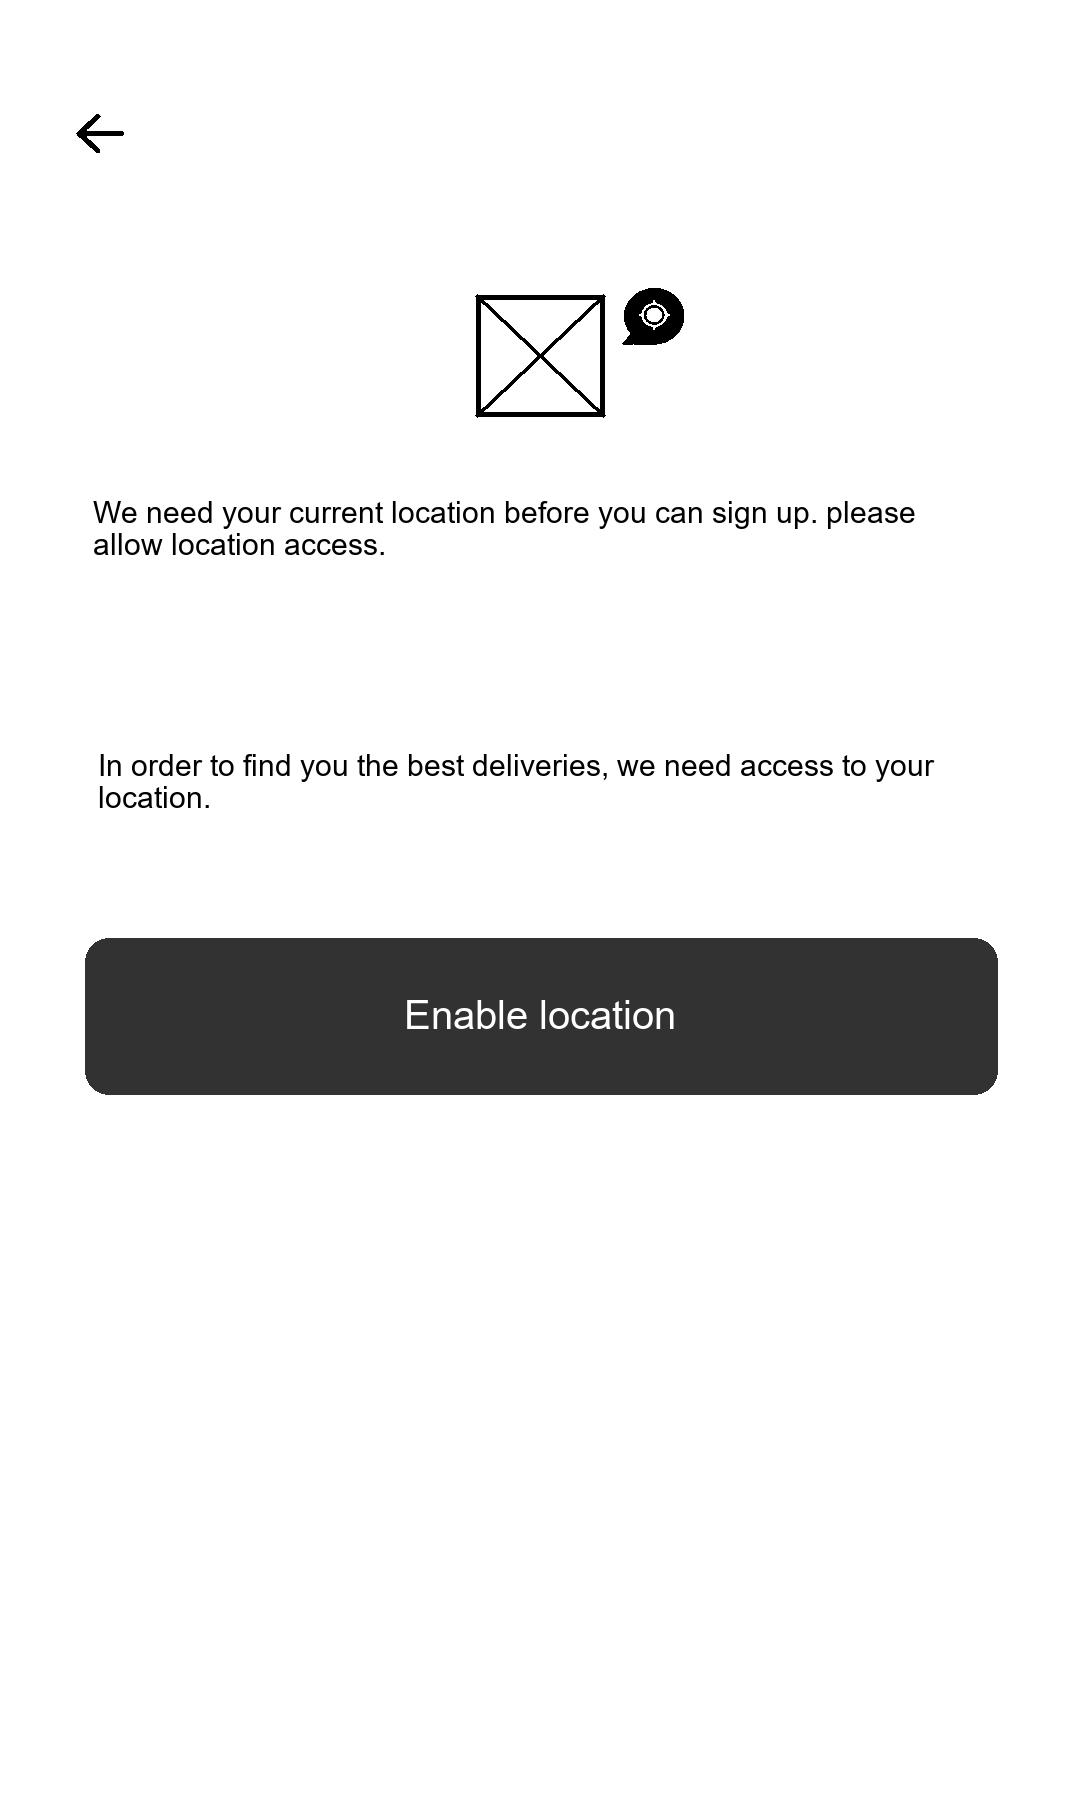 We need your current location before you can sign up. please
allow location access.
In order to find you the best deliveries, we need access to your
location.
Enable location